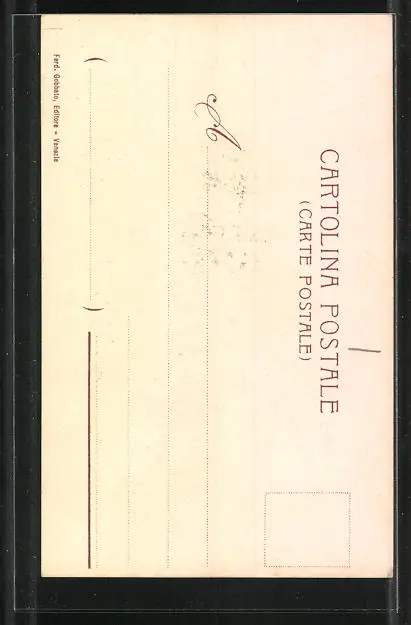 CARTOLINA POSTALE
(CARTE POSTALE)
A
( )
Ferd. Gobbato, Editore - Venezia